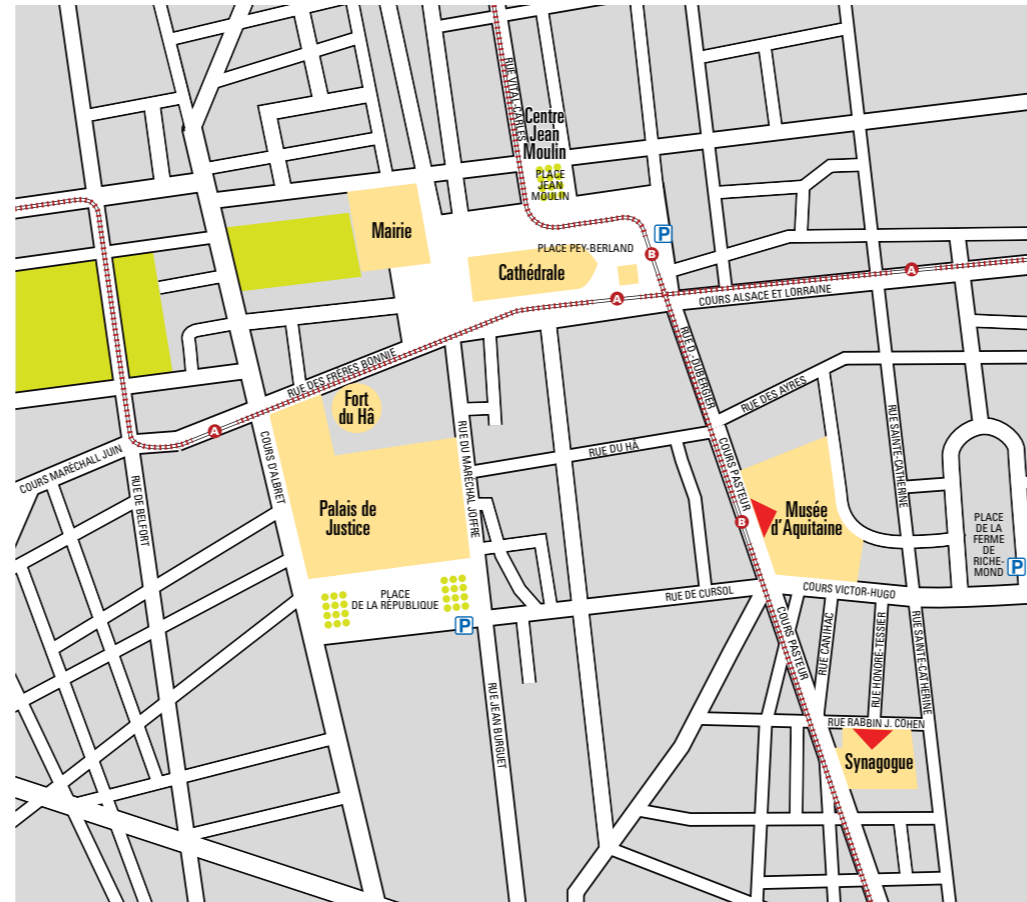 RUE VITAL-CARLES
Centre
Jean
Moulin
PLACE
JEAN
MOULIN
Mairie
PLACE PEY-BERLAND
P
B
Cathédrale
A
A
COURS ALSACE ET LORRAINE
RUE DES FRÈRES BONNIE
RUE D.-DUBERGIER
Fort
du Hâ
RUE DES AYRES
A
COURS MARÉCHALL JUIN
RUE DE BELFORT
COURS D'ALBRET
RUE DU MARÉCHAL JOFFRE
RUE DU HÂ
COURS PASTEUR
RUE SAINTE-CATHERINE
Palais de
Justice
B
Musée
d'Aquitaine
PLACE
DE LA
FERME
DE
RICHE-
MOND
P
PLACE
DE LA RÉPUBLIQUE
P
RUE DE CURSOL
COURS VICTOR-HUGO
RUE JEAN BURGUET
COURS PASTEUR
RUE CANIHAC
RUE HONORÉ-TESSIER
RUE SAINTE-CATHERINE
RUE RABBIN J. COHEN
Synagogue